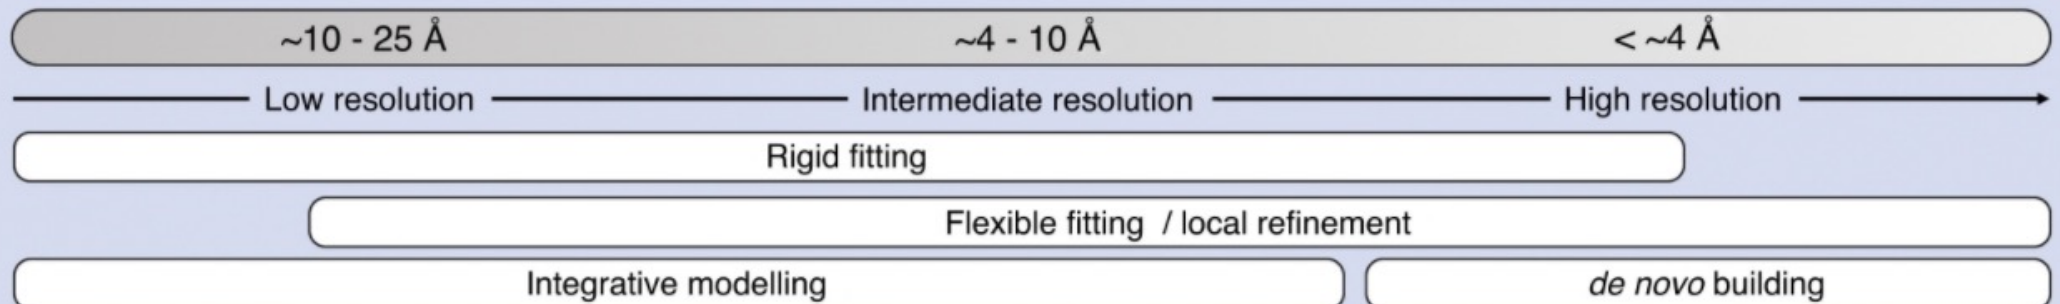 ~10 - 25 Å ~4 - 10 Å < ~4 Å
Low resolution Intermediate resolution High resolution
Rigid fitting
Flexible fitting / local refinement
Integrative modelling de novo building